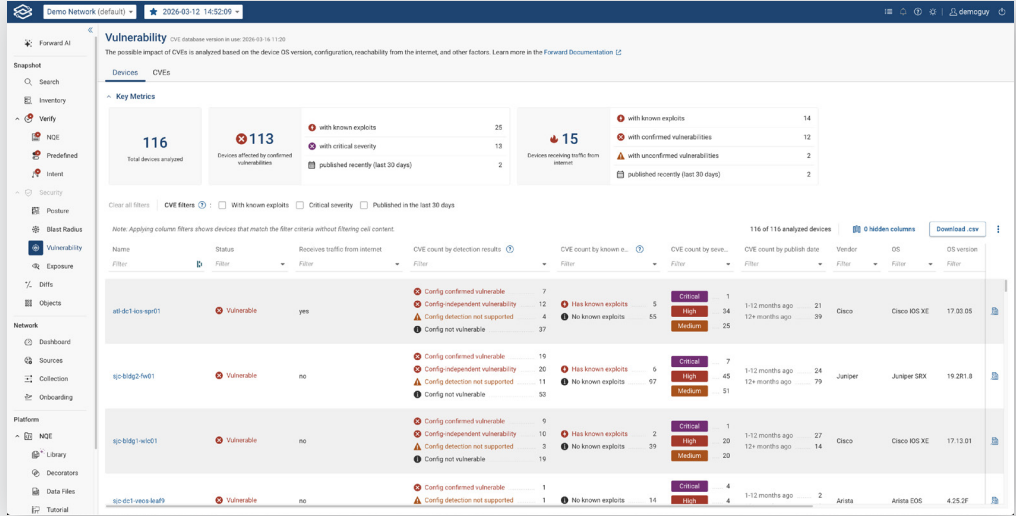 Demo Network (default)
2026-03-12 14:52:09
demoguy
Forward AI
Snapshot
Search
Inventory
Verify
NQE
Predefined
Intent
Security
Posture
Blast Radius
Vulnerability
Exposure
Diffs
Objects
Network
Dashboard
Sources
Collection
Onboarding
Platform
NQE
Library
Decorators
Data Files
Tutorial
Vulnerability CVE database version in use: 2026-03-16 11:20
The possible impact of CVEs is analyzed based on the device OS version, configuration, reachability from the internet, and other factors. Learn more in the Forward Documentation
Devices CVEs
Key Metrics
116
Total devices analyzed
113
Devices affected by confirmed
vulnerabilities
with known exploits 25
with critical severity 13
published recently (last 30 days) 2
15
Devices receiving traffic from
internet
with known exploits 14
with confirmed vulnerabilities 12
with unconfirmed vulnerabilities 2
published recently (last 30 days) 2
Clear all filters CVE filters ? : With known exploits Critical severity Published in the last 30 days
Note: Applying column filters shows devices that match the filter criteria without filtering cell content. 116 of 116 analyzed devices 0 hidden columns Download .csv
Name Status Receives traffic from internet CVE count by detection results ? CVE count by known e... ? CVE count by seve... CVE count by publish date Vendor OS OS version
Filter Filter Filter Filter Filter Filter Filter Filter Filter Filter
atl-dc1-ios-spr01 Vulnerable yes
Config confirmed vulnerable 7
Config-independent vulnerability 12
Config detection not supported 4
Config not vulnerable 37
Has known exploits 5
No known exploits 55
Critical 1
High 34
Medium 25
1-12 months ago 21
12+ months ago 39
Cisco Cisco IOS XE 17.03.05
sjc-bldg2-fw01 Vulnerable no
Config confirmed vulnerable 19
Config-independent vulnerability 20
Config detection not supported 11
Config not vulnerable 53
Has known exploits 6
No known exploits 97
Critical 7
High 45
Medium 51
1-12 months ago 24
12+ months ago 79
Juniper Juniper SRX 19.2R1.8
sjc-bldg1-wlc01 Vulnerable no
Config confirmed vulnerable 9
Config-independent vulnerability 10
Config detection not supported 3
Config not vulnerable 19
Has known exploits 2
No known exploits 39
Critical 1
High 20
Medium 20
1-12 months ago 27
12+ months ago 14
Cisco Cisco IOS XE 17.13.01
sjc-dc1-veos-leaf9 Vulnerable no
Config confirmed vulnerable 1
Config detection not supported 1
No known exploits 14
Critical 4
High 4
1-12 months ago 2
Arista Arista EOS 4.25.2F